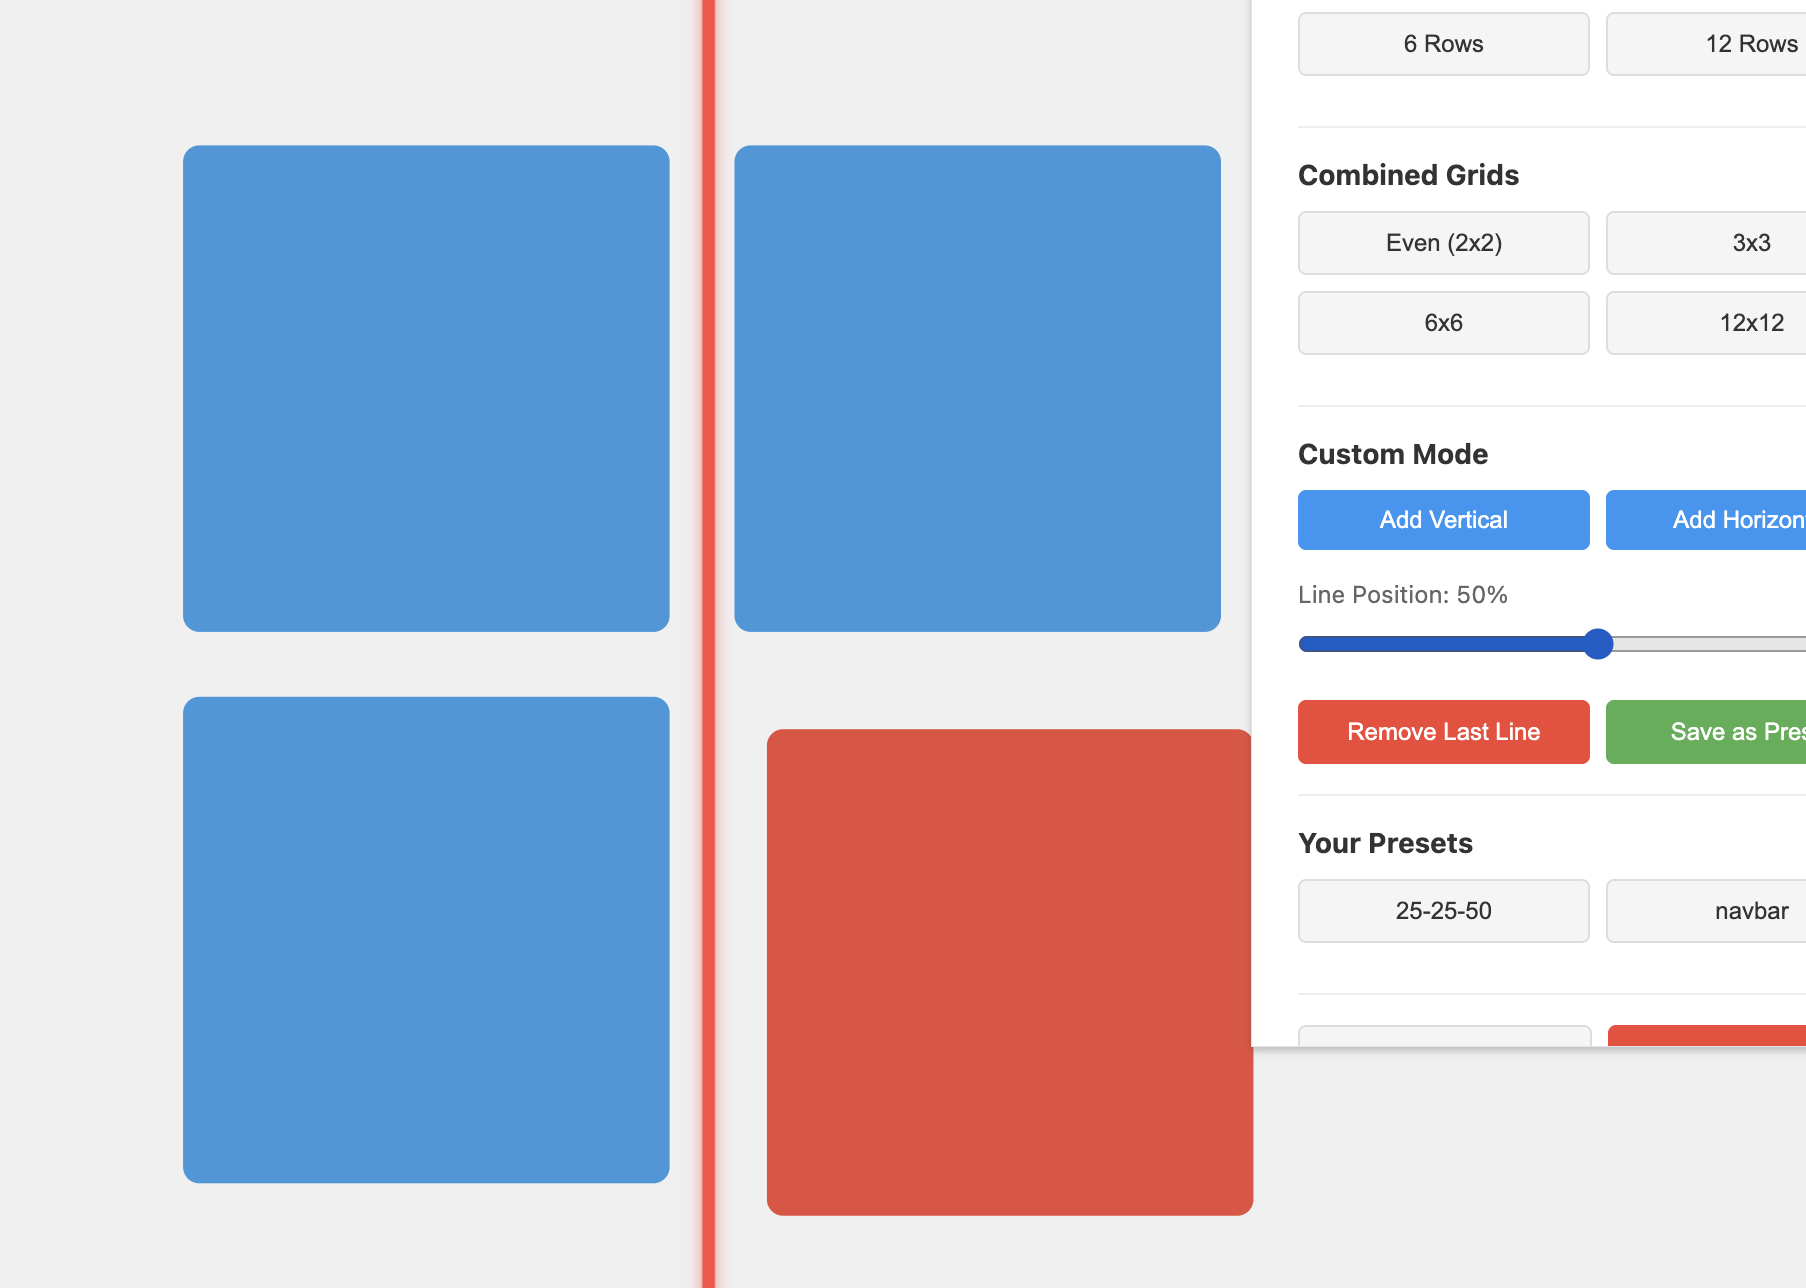 6 Rows
12 Rows
Combined Grids
Even (2x2)
3x3
6x6
12x12
Custom Mode
Add Vertical
Add Horizon
Line Position: 50%
Remove Last Line
Save as Pres
Your Presets
25-25-50
navbar